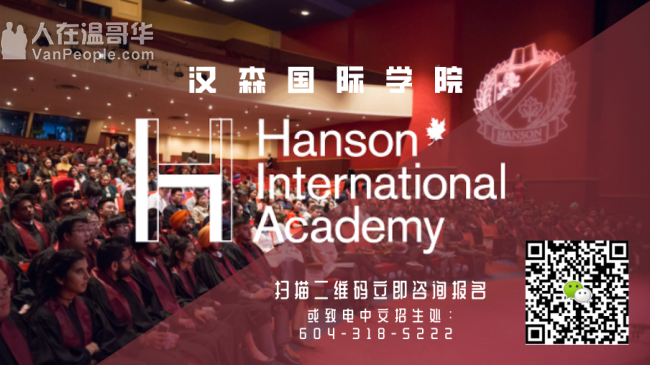 人在温哥华
VanPeople.com
汉森国际学院
HANSON
Hanson
International
Academy
扫描二维码立即咨询报名
或致电中文招生处：
604-318-5222